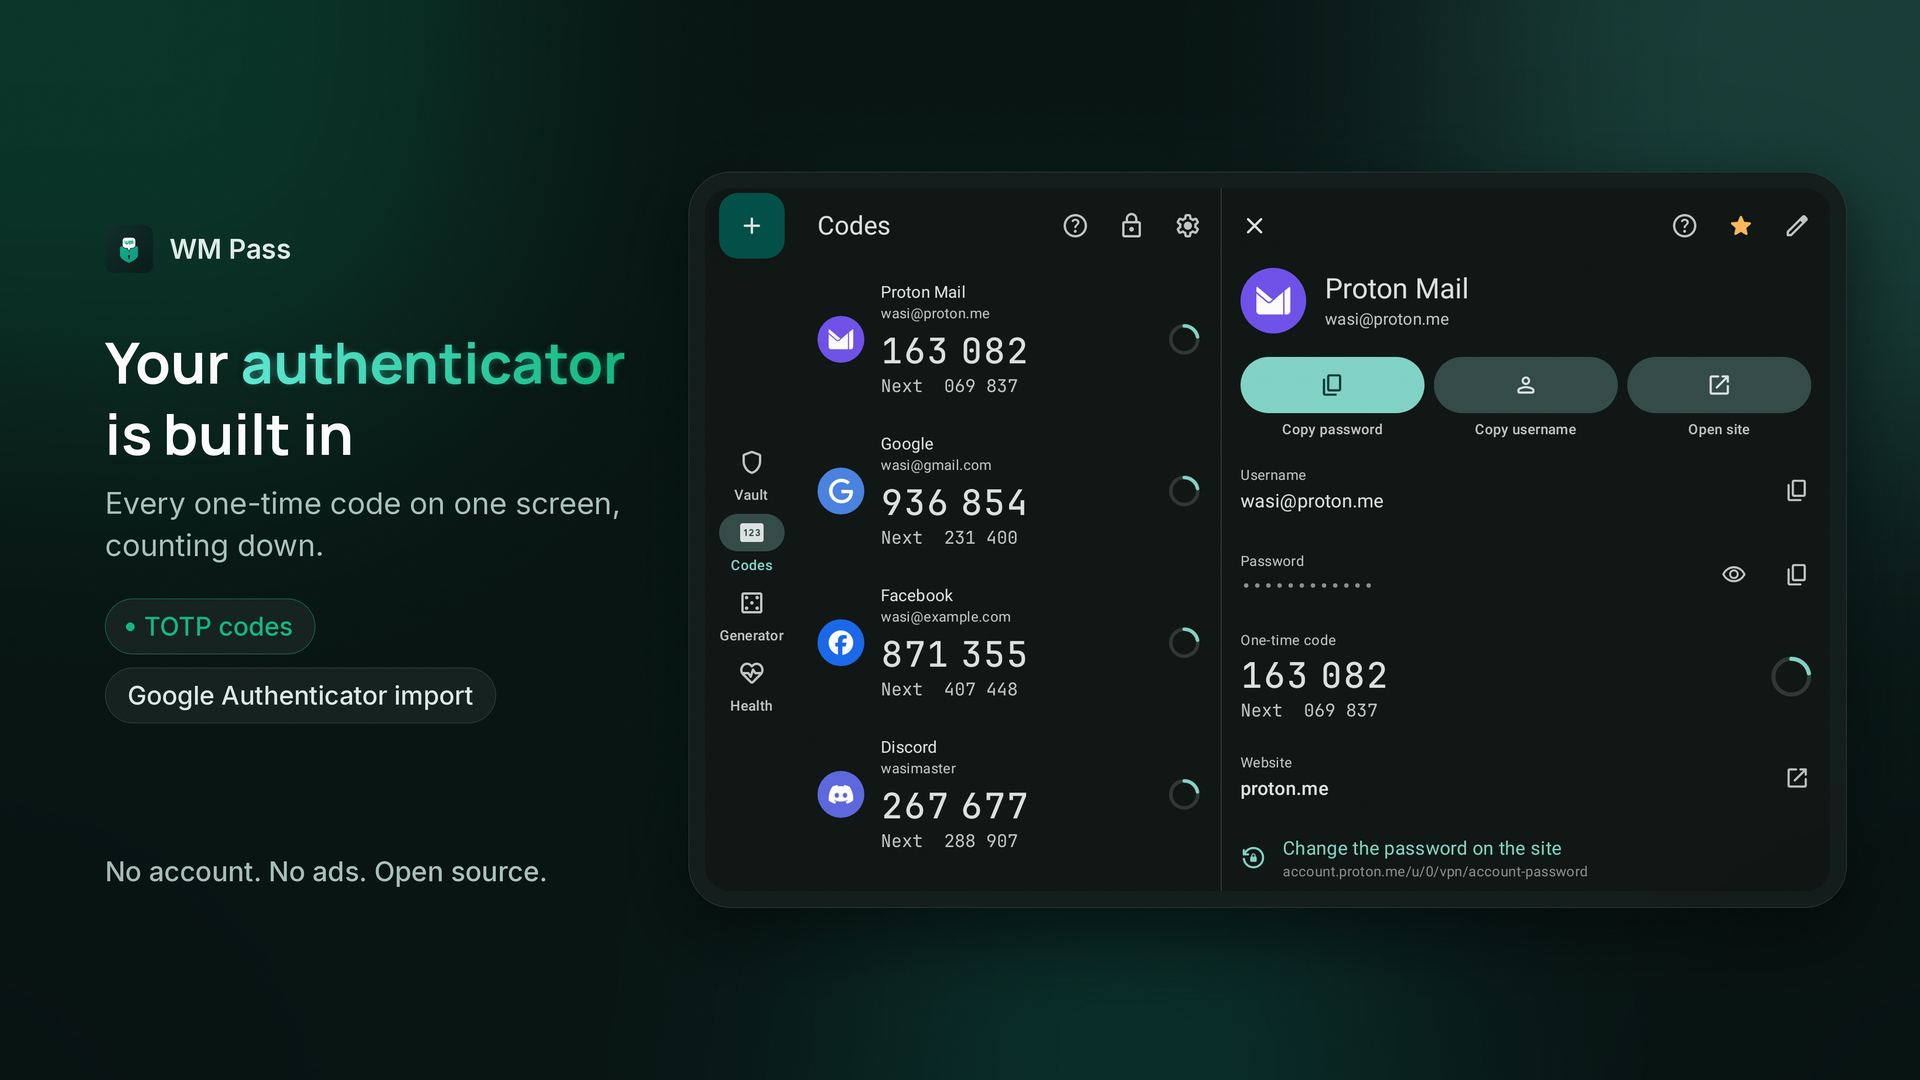 WM Pass
Your authenticator
is built in
Every one-time code on one screen,
counting down.
• TOTP codes
Google Authenticator import
No account. No ads. Open source.
Vault
123
Codes
Generator
Health
Codes
Proton Mail
wasi@proton.me
163 082
Next 069 837
Google
wasi@gmail.com
936 854
Next 231 400
Facebook
wasi@example.com
871 355
Next 407 448
Discord
wasimaster
267 677
Next 288 907
Proton Mail
wasi@proton.me
Copy password
Copy username
Open site
Username
wasi@proton.me
Password
••••••••••••
One-time code
163 082
Next 069 837
Website
proton.me
Change the password on the site
account.proton.me/u/0/vpn/account-password